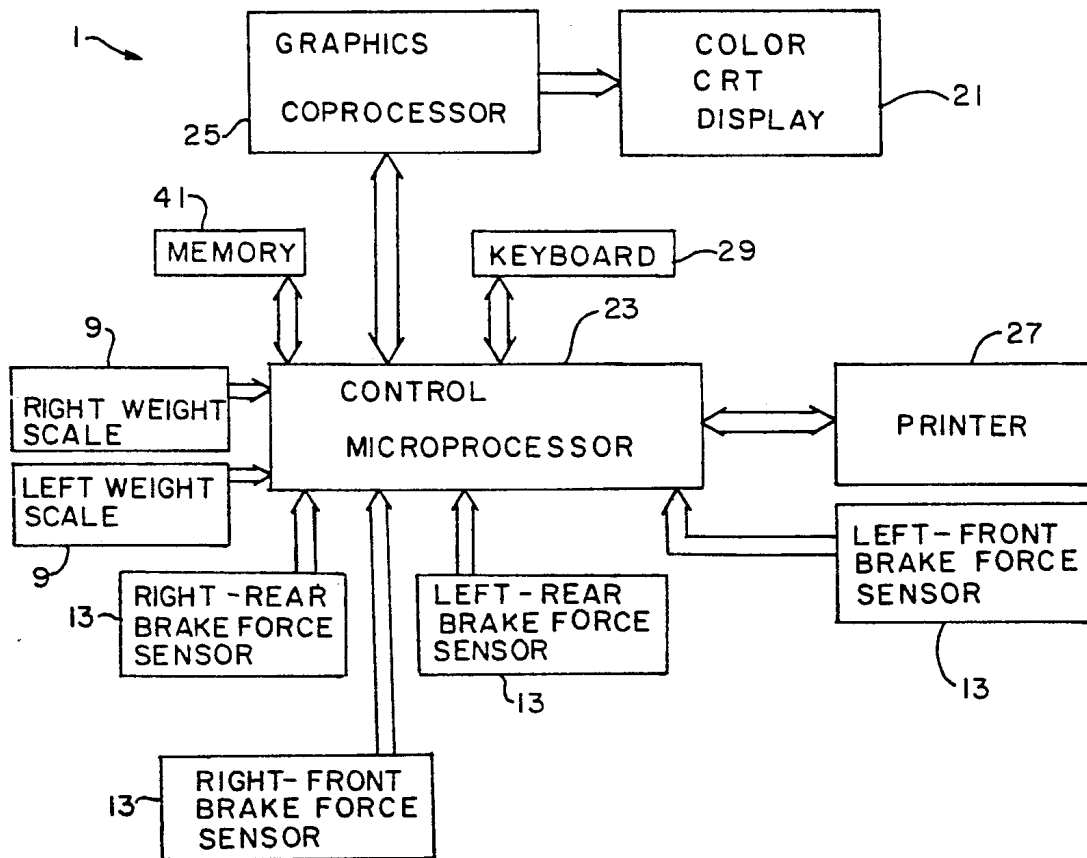 1
GRAPHICS
COPROCESSOR
25
COLOR
CRT
DISPLAY
21
41
MEMORY
KEYBOARD
29
23
9
RIGHT WEIGHT
SCALE
CONTROL
MICROPROCESSOR
27
PRINTER
LEFT WEIGHT
SCALE
9
LEFT-FRONT
BRAKE FORCE
SENSOR
13
13
RIGHT-REAR
BRAKE FORCE
SENSOR
LEFT-REAR
BRAKE FORCE
SENSOR
13
13
RIGHT-FRONT
BRAKE FORCE
SENSOR